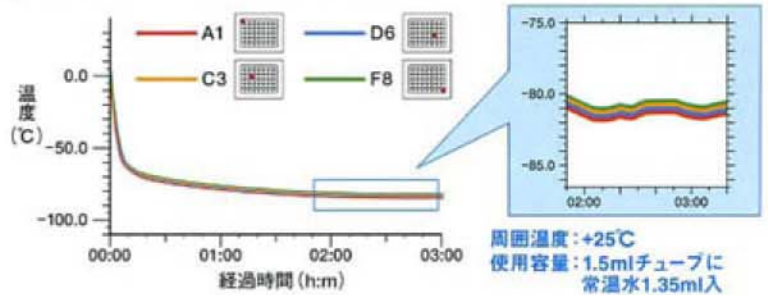 A1
D6
C3
F8
温度(℃)
0.0
-50.0
-100.0
00:00
01:00
02:00
03:00
経過時間(h:m)
-75.0
-80.0
-85.0
02:00
03:00
周囲温度:+25℃
使用容量:1.5mlチューブに
常温水1.35ml入